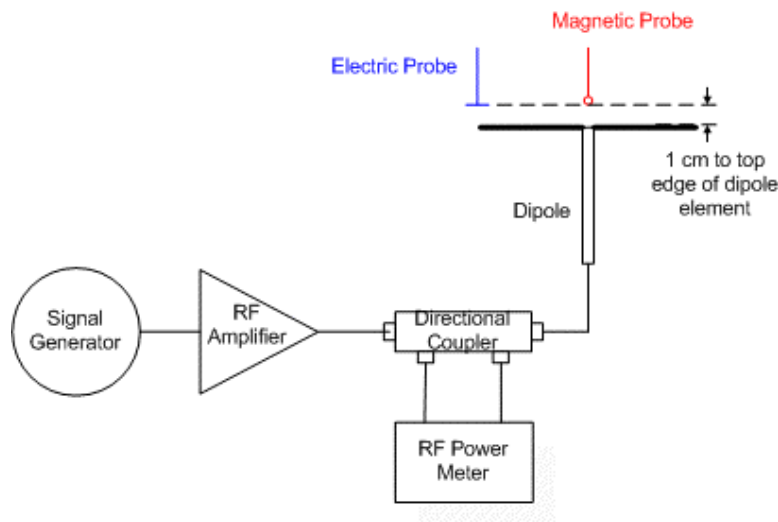 Magnetic Probe
Electric Probe
1 cm to top
edge of dipole
element
Dipole
Signal
Generator
RF
Amplifier
Directional
Coupler
RF Power
Meter